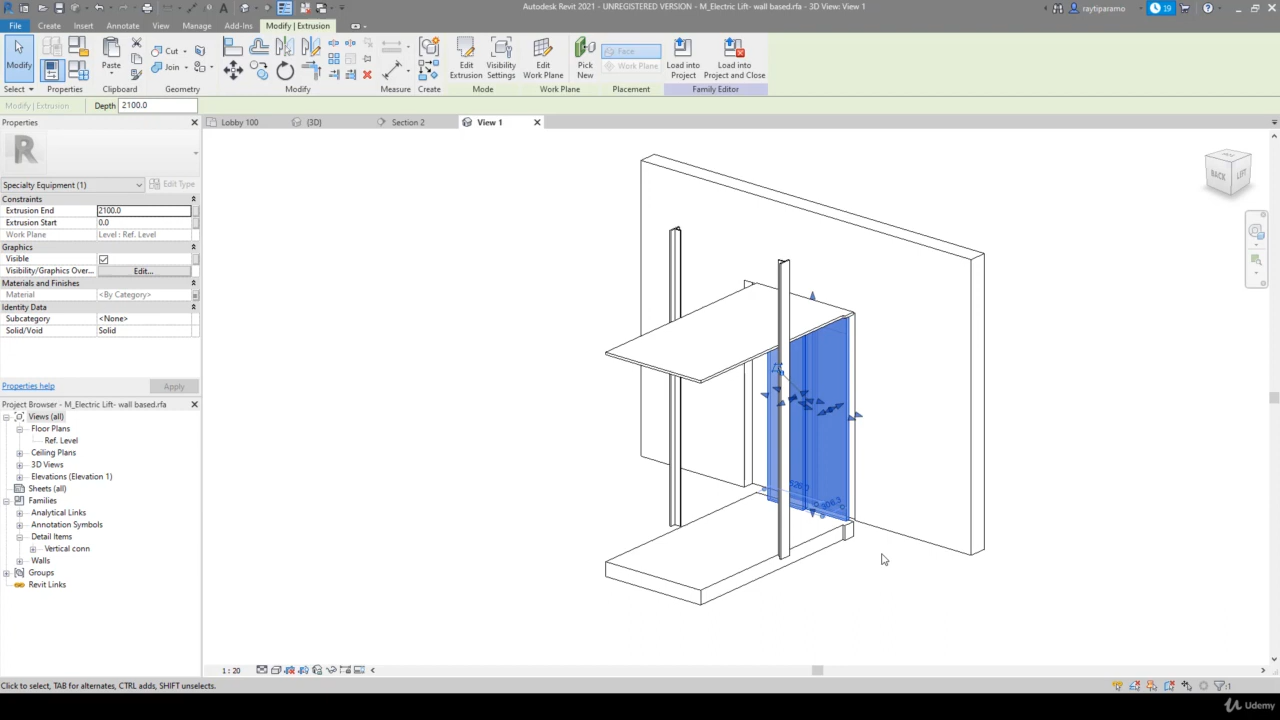 Autodesk Revit 2021 - UNREGISTERED VERSION - M_Electric Lift- wall based.rfa - 3D View: View 1
raytiparamo
19
File Create Insert Annotate View Manage Add-Ins Modify | Extrusion
Modify
Paste
Cut
Join
Edit Extrusion
Visibility Settings
Edit Work Plane
Pick New
Face
Work Plane
Load into Project
Load into Project and Close
Select Properties Clipboard Geometry Modify Measure Create Mode Work Plane Placement Family Editor
Modify | Extrusion Depth 2100.0
Properties
Lobby 100 {3D} Section 2 View 1
Specialty Equipment (1) Edit Type
Constraints
Extrusion End 2100.0
Extrusion Start 0.0
Work Plane Level : Ref. Level
Graphics
Visible
Visibility/Graphics Over... Edit...
Materials and Finishes
Material <By Category>
Identity Data
Subcategory <None>
Solid/Void Solid
Properties help Apply
Project Browser - M_Electric Lift- wall based.rfa
Views (all)
Floor Plans
Ref. Level
Ceiling Plans
3D Views
Elevations (Elevation 1)
Sheets (all)
Families
Analytical Links
Annotation Symbols
Detail Items
Vertical conn
Walls
Groups
Revit Links
BACK LEFT
1 : 20
Click to select, TAB for alternates, CTRL adds, SHIFT unselects.
:1
Udemy